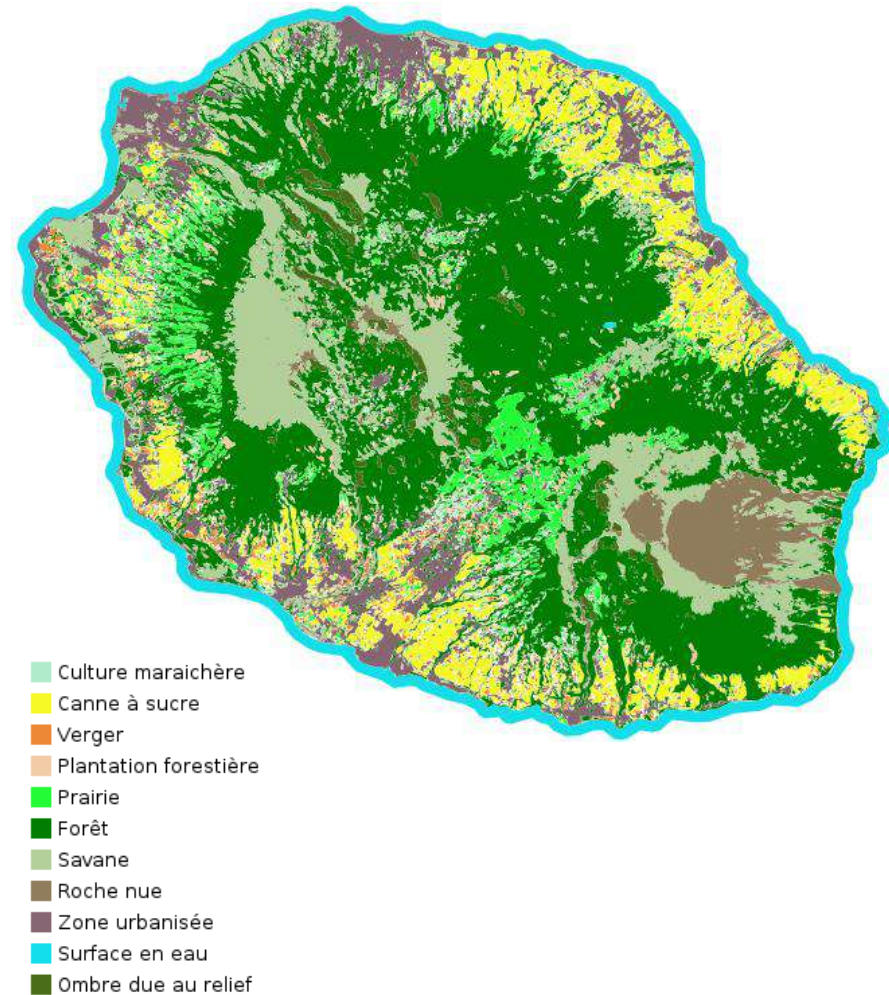 Culture maraichère
Canne à sucre
Verger
Plantation forestière
Prairie
Forêt
Savane
Roche nue
Zone urbanisée
Surface en eau
Ombre due au relief